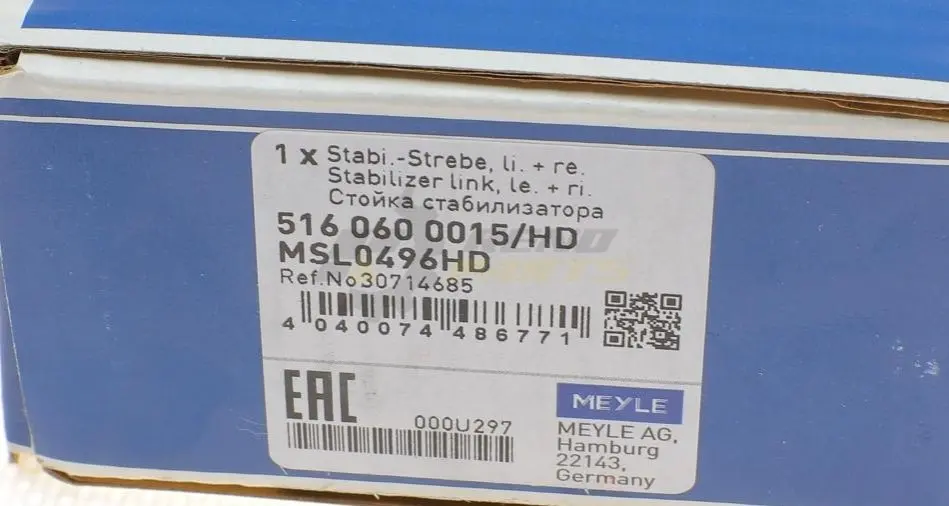 1 x Stabi.-Strebe, li. + re.
Stabilizer link, le. + ri.
Стойка стабилизатора
516 060 0015/HD
MSL0496HD
Ref.No30714685
4 040074 486771
EAC
000U297
MEYLE
MEYLE AG,
Hamburg
22143,
Germany